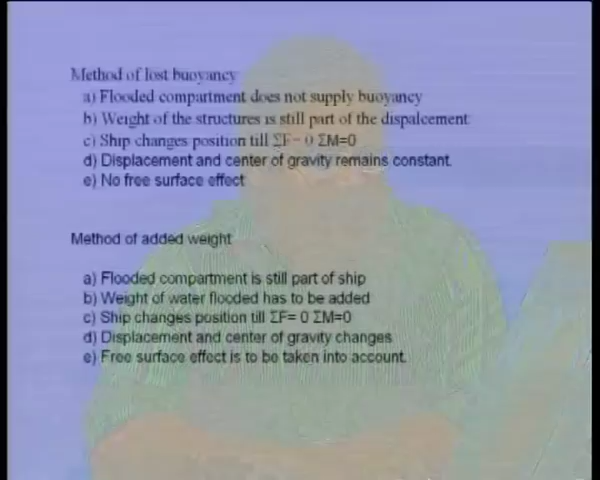 Method of lost buoyancy
a) Flooded compartment does not supply buoyancy
b) Weight of the structures is still part of the dispalcement
c) Ship changes position till ΣF= 0 ΣM=0
d) Displacement and center of gravity remains constant.
e) No free surface effect
Method of added weight
a) Flooded compartment is still part of ship
b) Weight of water flooded has to be added
c) Ship changes position till ΣF= 0 ΣM=0
d) Displacement and center of gravity changes
e) Free surface effect is to be taken into account.